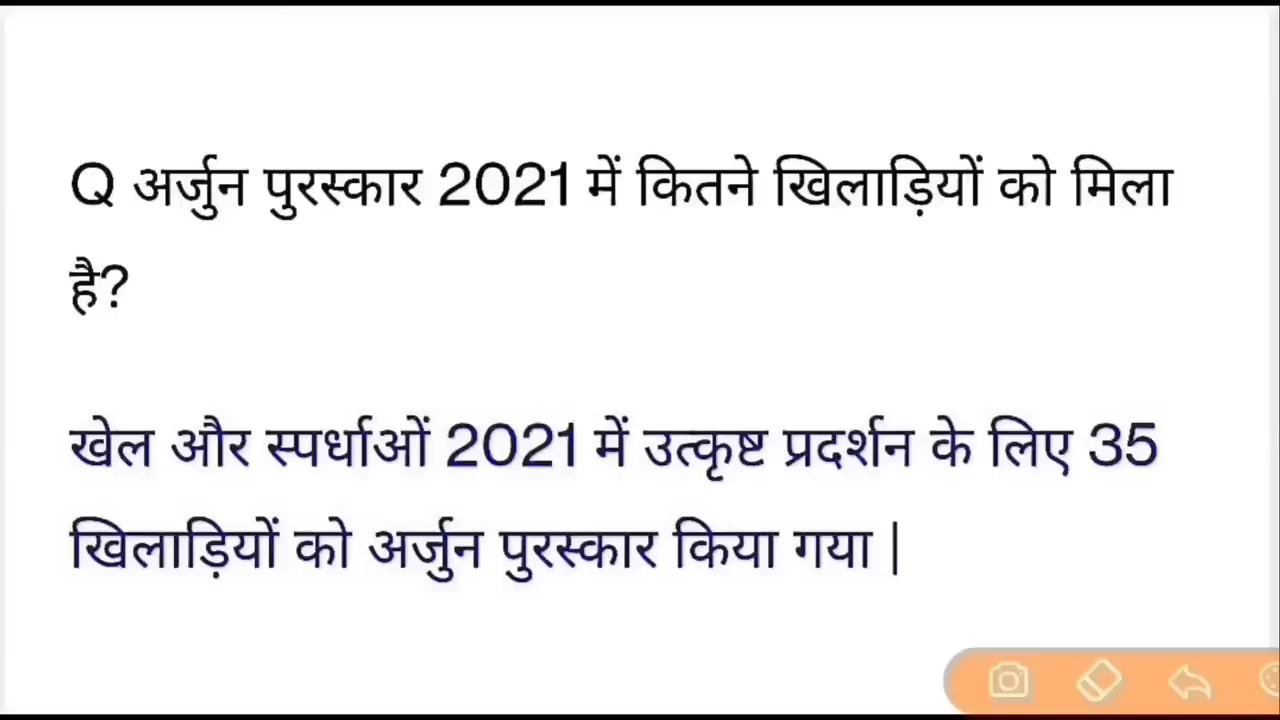 Q अर्जुन पुरस्कार 2021 में कितने खिलाड़ियों को मिला
है?
खेल और स्पर्धाओं 2021 में उत्कृष्ट प्रदर्शन के लिए 35
खिलाड़ियों को अर्जुन पुरस्कार किया गया |